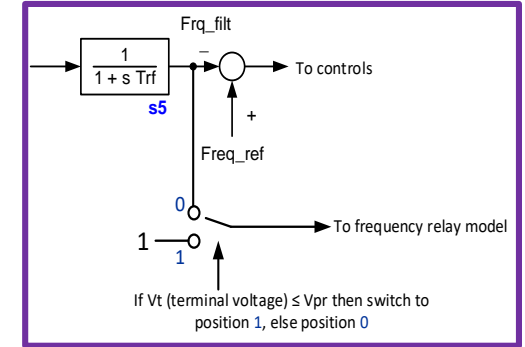 Frq_filt
1
1 + s Trf
s5
−
To controls
+
Freq_ref
0
To frequency relay model
1
1
If Vt (terminal voltage) ≤ Vpr then switch to
position 1, else position 0